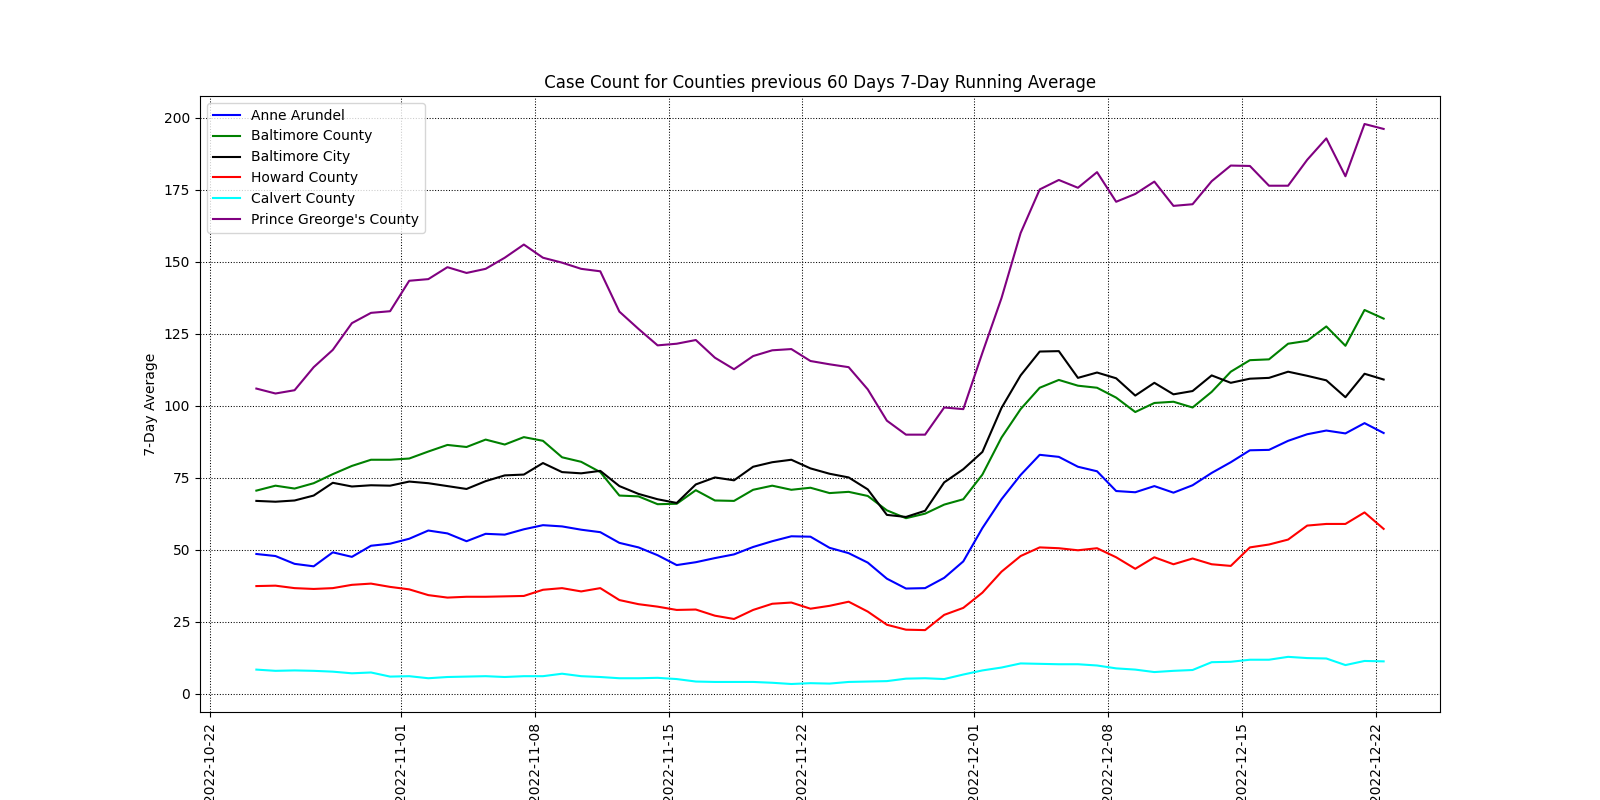 Case Count for Counties previous 60 Days 7-Day Running Average
Anne Arundel
Baltimore County
Baltimore City
Howard County
Calvert County
Prince Greorge's County
7-Day Average
200
175
150
125
100
75
50
25
0
2022-10-22
2022-11-01
2022-11-08
2022-11-15
2022-11-22
2022-12-01
2022-12-08
2022-12-15
2022-12-22